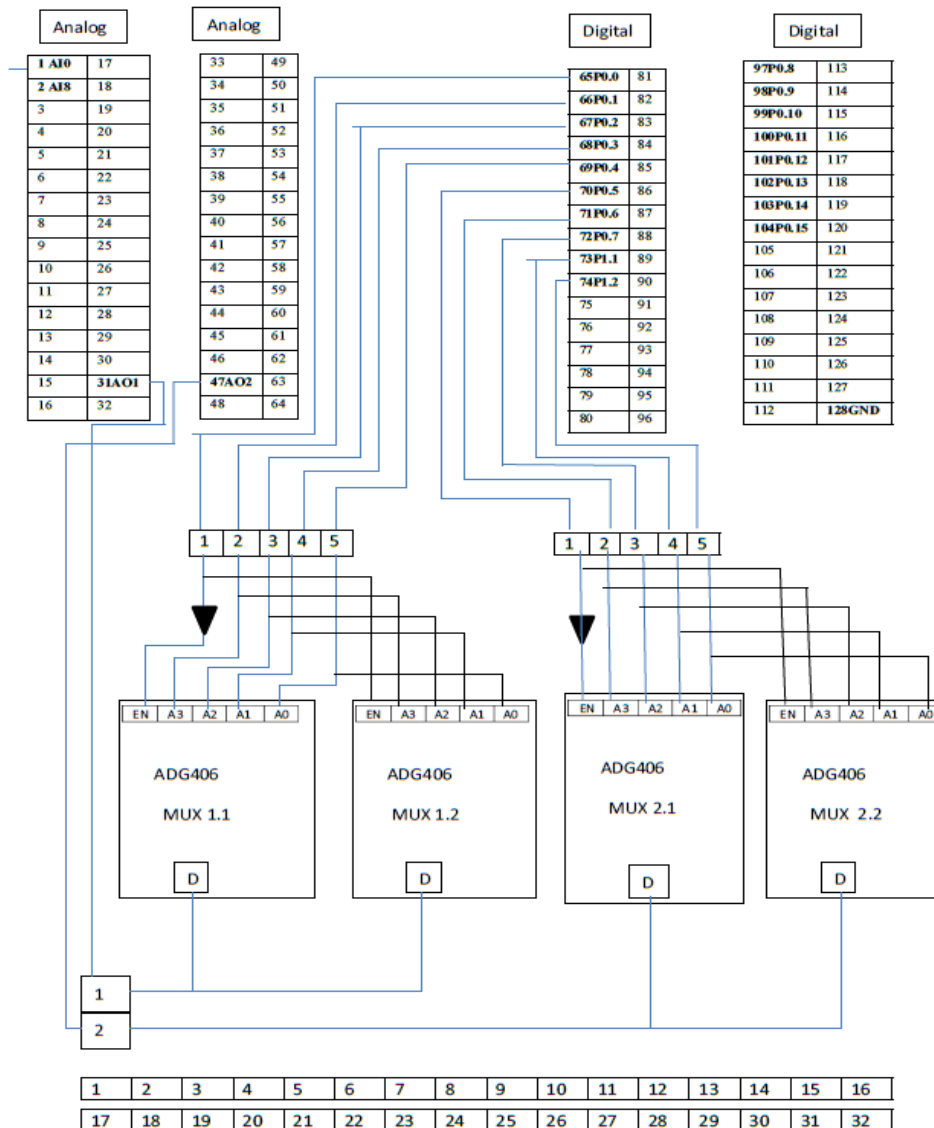 Analog
Analog
Digital
Digital
1 AI0 17
2 AI8 18
3 19
4 20
5 21
6 22
7 23
8 24
9 25
10 26
11 27
12 28
13 29
14 30
15 31AO1
16 32
33 49
34 50
35 51
36 52
37 53
38 54
39 55
40 56
41 57
42 58
43 59
44 60
45 61
46 62
47AO2 63
48 64
65P0.0 81
66P0.1 82
67P0.2 83
68P0.3 84
69P0.4 85
70P0.5 86
71P0.6 87
72P0.7 88
73P1.1 89
74P1.2 90
75 91
76 92
77 93
78 94
79 95
80 96
97P0.8 113
98P0.9 114
99P0.10 115
100P0.11 116
101P0.12 117
102P0.13 118
103P0.14 119
104P0.15 120
105 121
106 122
107 123
108 124
109 125
110 126
111 127
112 128GND
1 2 3 4 5
1 2 3 4 5
EN A3 A2 A1 A0
ADG406
MUX 1.1
D
EN A3 A2 A1 A0
ADG406
MUX 1.2
D
EN A3 A2 A1 A0
ADG406
MUX 2.1
D
EN A3 A2 A1 A0
ADG406
MUX 2.2
D
1
2
1 2 3 4 5 6 7 8 9 10 11 12 13 14 15 16
17 18 19 20 21 22 23 24 25 26 27 28 29 30 31 32